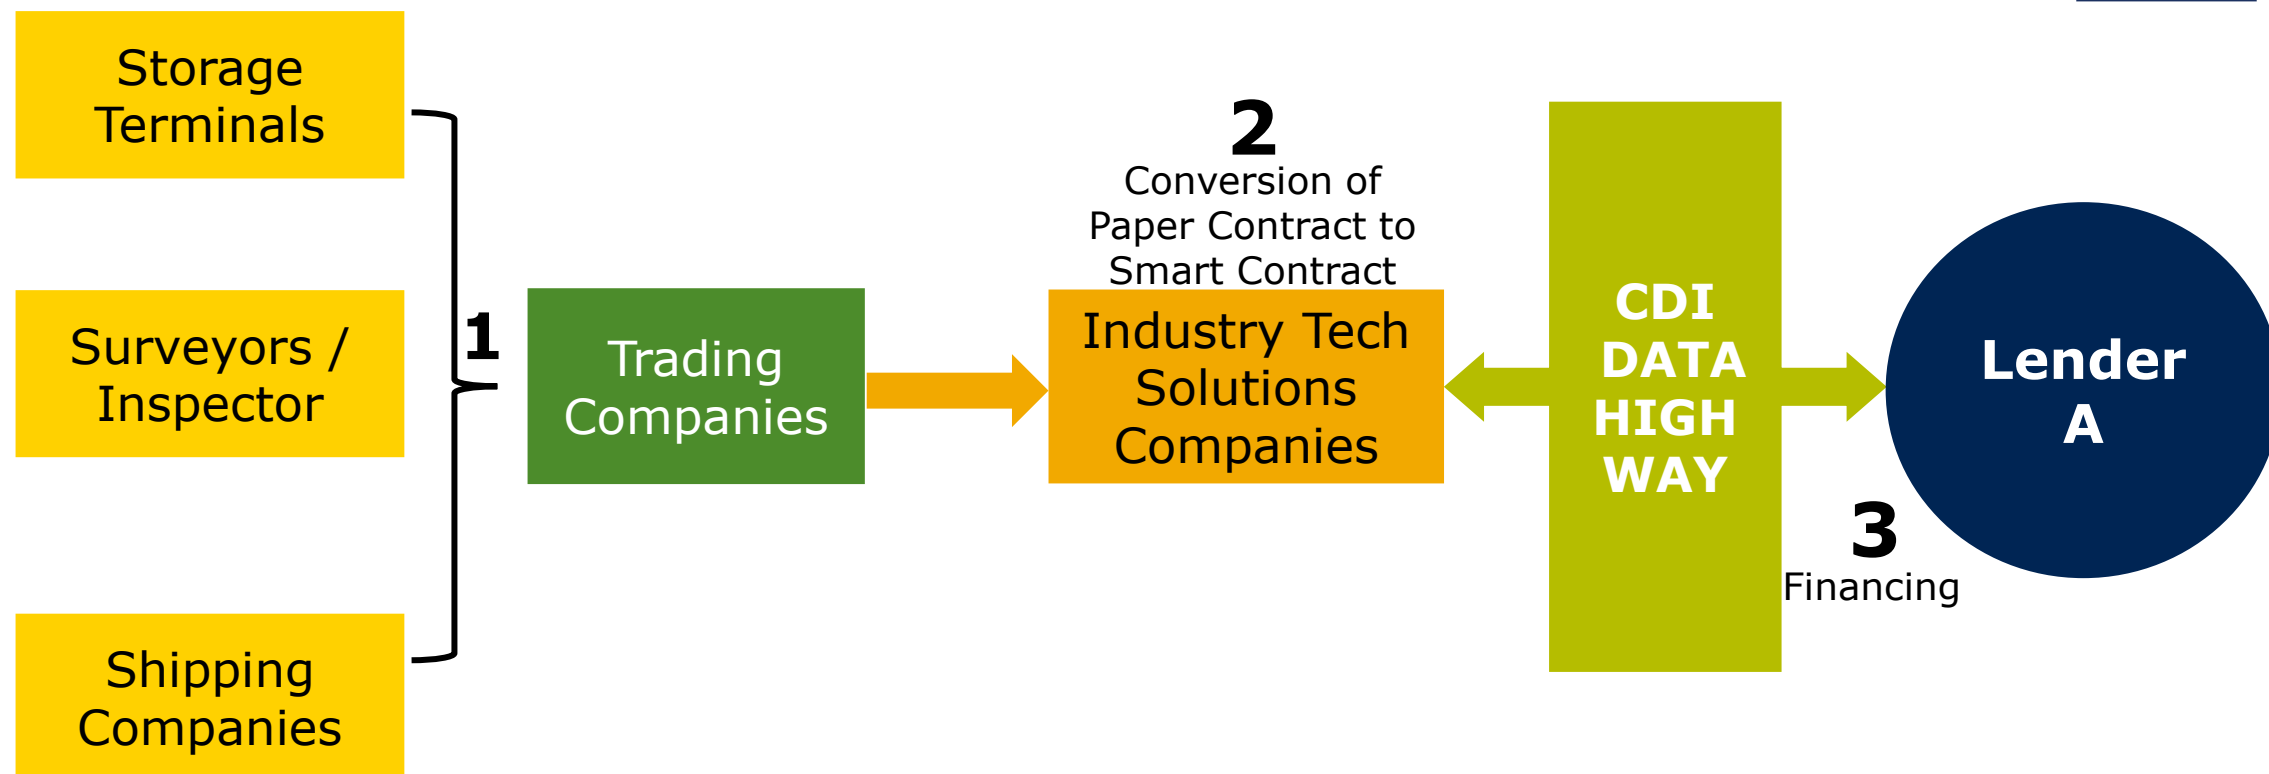 Storage
Terminals
Surveyors /
Inspector
Shipping
Companies
1
Trading
Companies
2
Conversion of
Paper Contract to
Smart Contract
Industry Tech
Solutions
Companies
CDI
DATA
HIGH
WAY
Lender
A
3
Financing